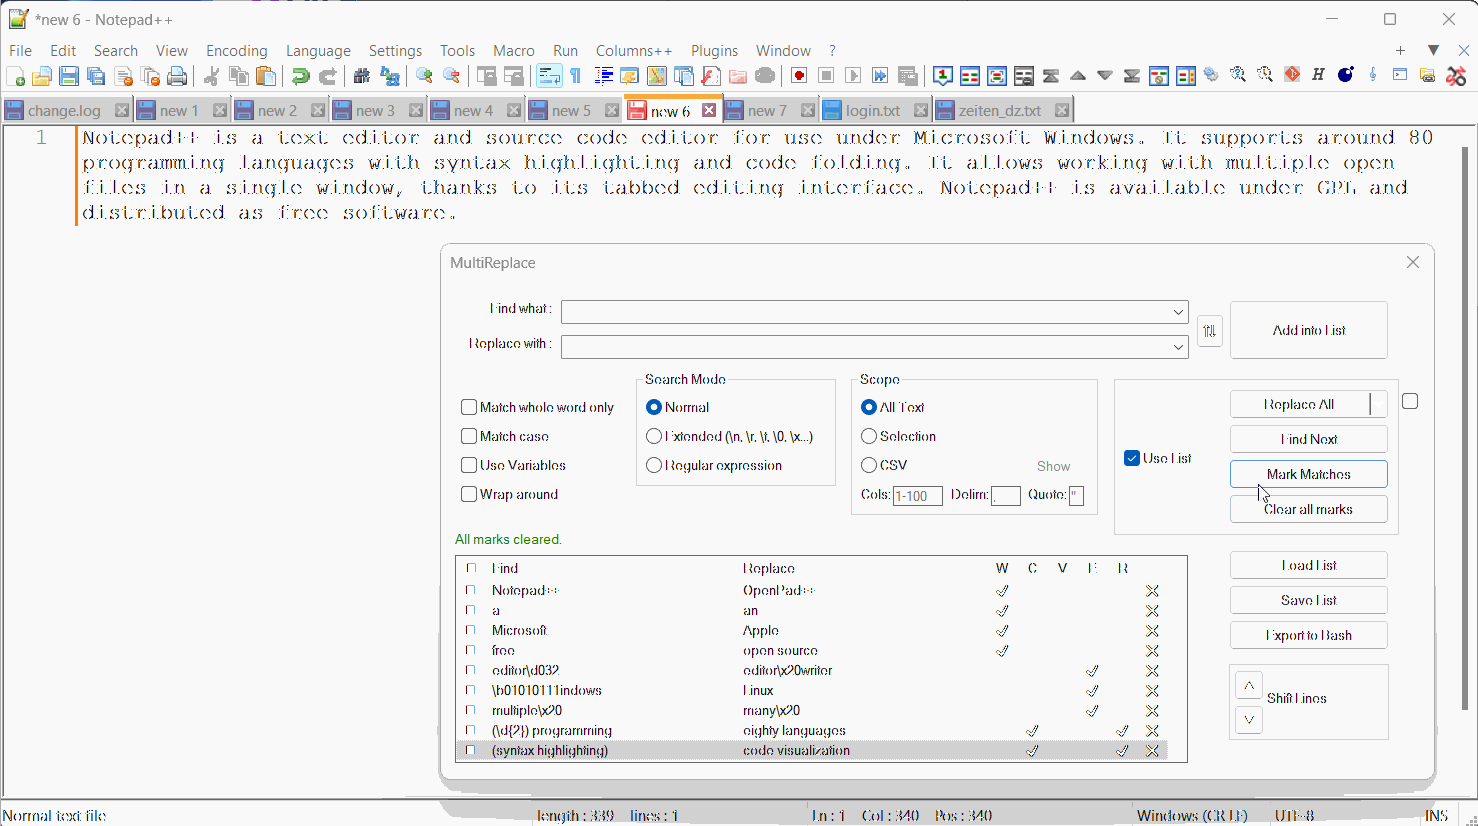 *new 6 - Notepad++
File Edit Search View Encoding Language Settings Tools Macro Run Columns++ Plugins Window ?
change.log new 1 new 2 new 3 new 4 new 5 new 6 new 7 login.txt zeiten_dz.txt
1 Notepad++ is a text editor and source code editor for use under Microsoft Windows. It supports around 80
programming languages with syntax highlighting and code folding. It allows working with multiple open
files in a single window, thanks to its tabbed editing interface. Notepad++ is available under GPL and
distributed as free software.
MultiReplace
Find what:
Replace with:
Add into List
Match whole word only
Match case
Use Variables
Wrap around
Search Mode
Normal
Extended (\n, \r, \t, \0, \x...)
Regular expression
Scope
All Text
Selection
CSV Show
Cols: 1-100 Delim: , Quote: "
Use List
Replace All
Find Next
Mark Matches
Clear all marks
All marks cleared.
Find Replace W C V E R
Notepad++ OpenPad++
a an
Microsoft Apple
free open source
editor\d032 editor\x20writer
\b01010111indows Linux
multiple\x20 many\x20
(\d{2}) programming eighty languages
(syntax highlighting) code visualization
Load List
Save List
Export to Bash
Shift Lines
Normal text file length : 339 lines : 1 Ln : 1 Col : 340 Pos : 340 Windows (CR LF) UTF-8 INS